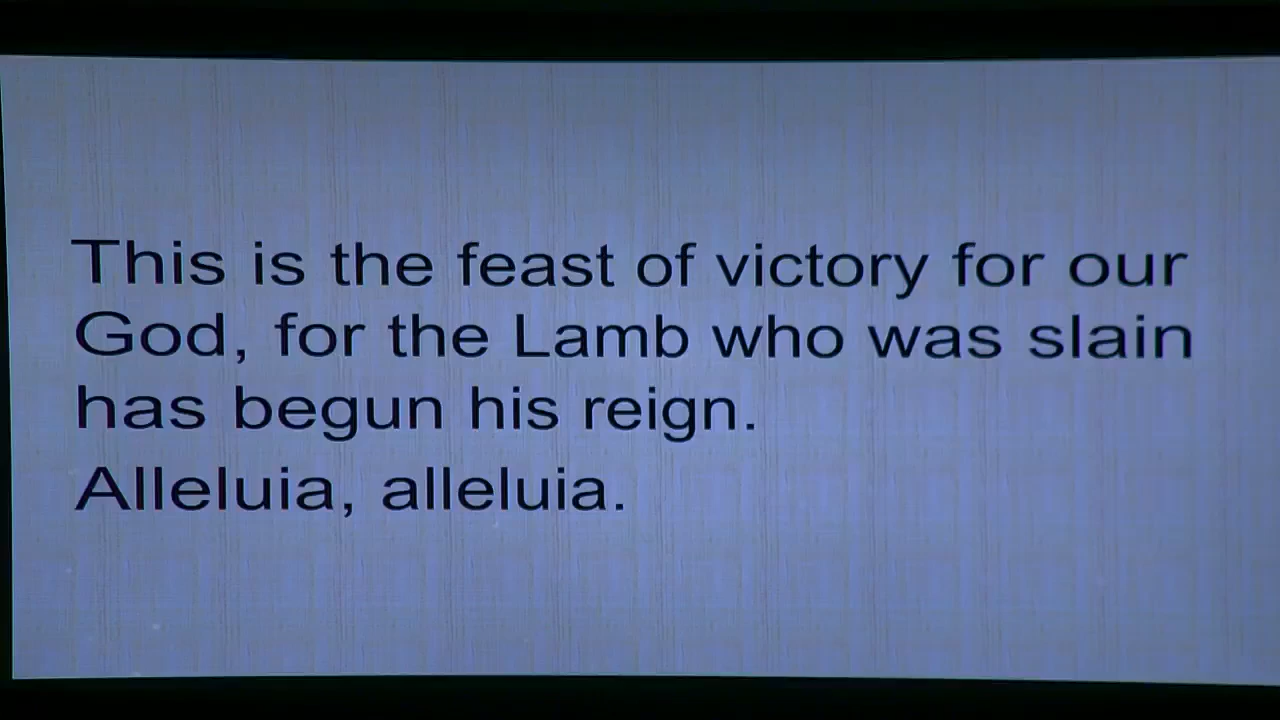 This is the feast of victory for our
God, for the Lamb who was slain
has begun his reign.
Alleluia, alleluia.